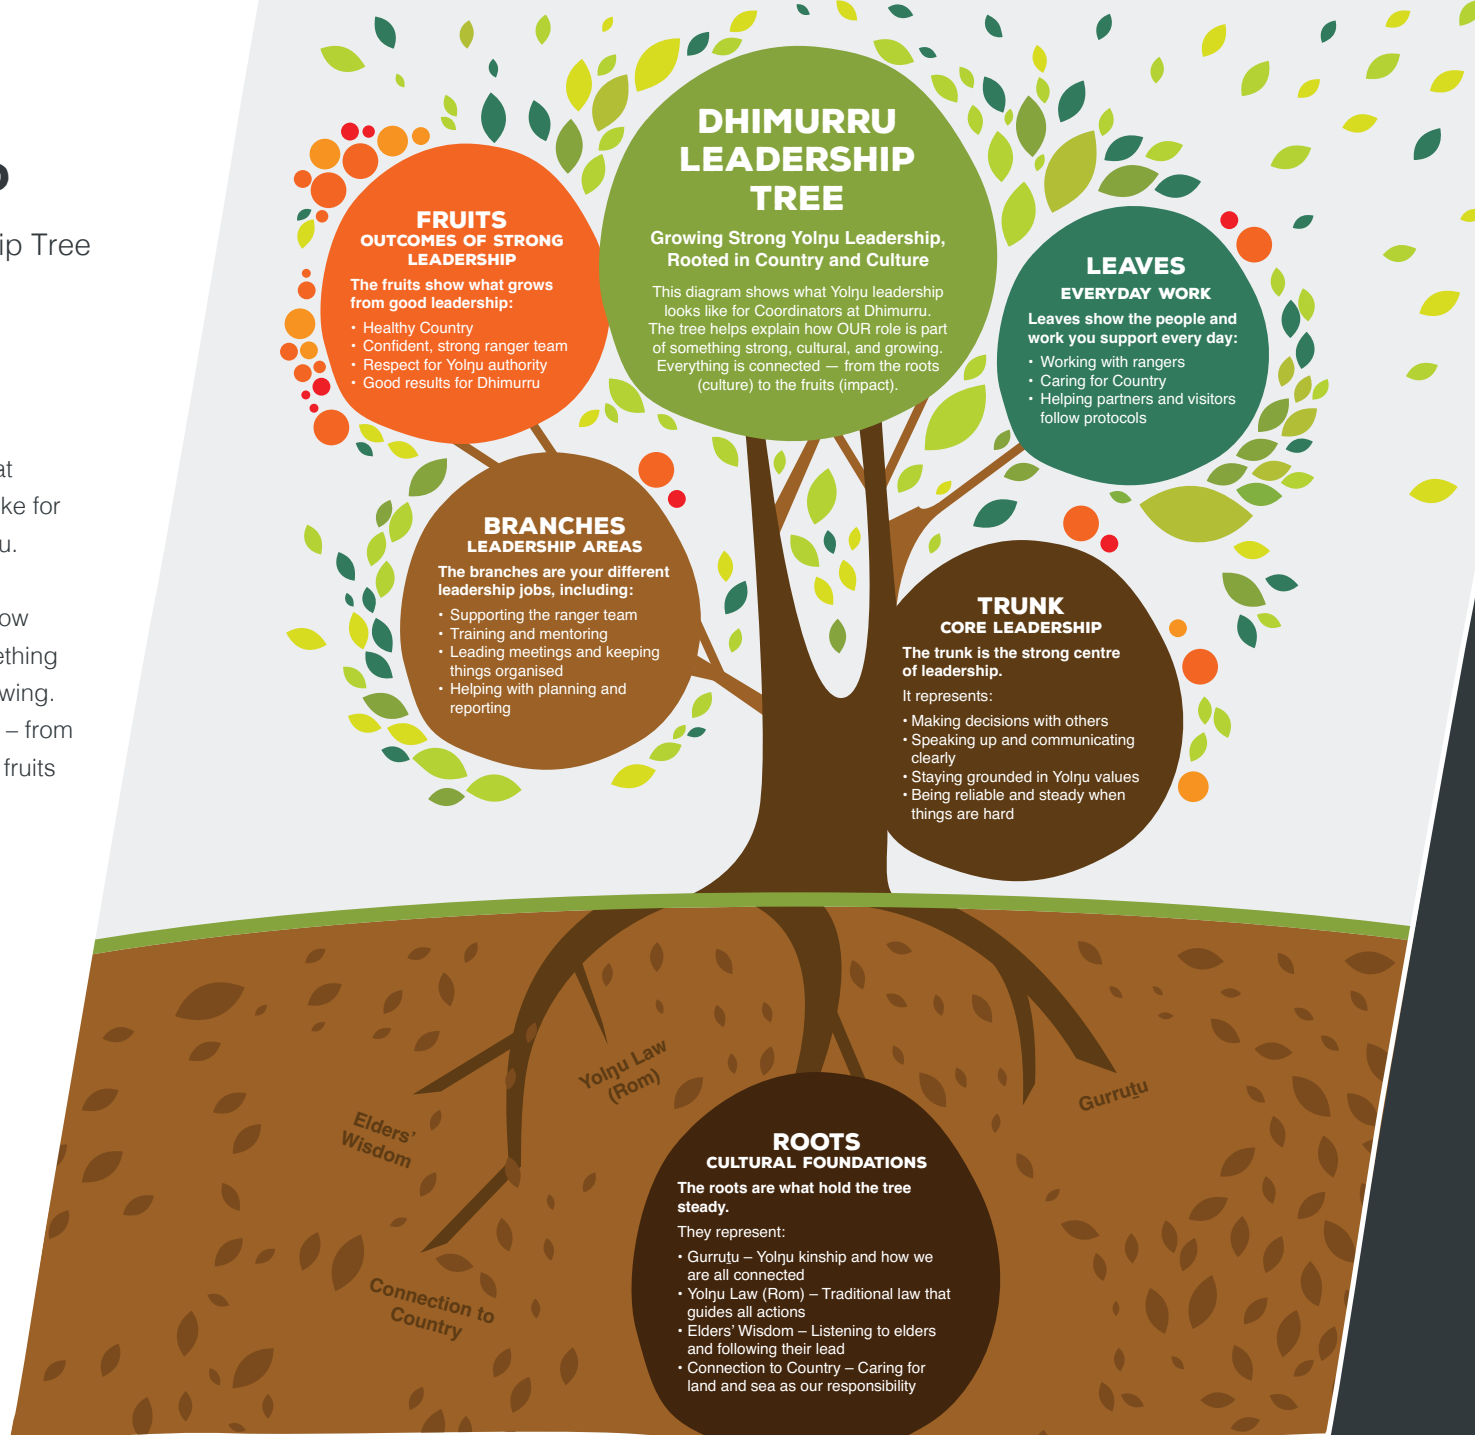 ip Tree
at
ke for
u.
ow
ething
wing.
– from
fruits
DHIMURRU
LEADERSHIP
TREE
Growing Strong Yolŋu Leadership,
Rooted in Country and Culture
This diagram shows what Yolŋu leadership
looks like for Coordinators at Dhimurru.
The tree helps explain how OUR role is part
of something strong, cultural, and growing.
Everything is connected — from the roots
(culture) to the fruits (impact).
FRUITS
OUTCOMES OF STRONG
LEADERSHIP
The fruits show what grows
from good leadership:
• Healthy Country
• Confident, strong ranger team
• Respect for Yolŋu authority
• Good results for Dhimurru
LEAVES
EVERYDAY WORK
Leaves show the people and
work you support every day:
• Working with rangers
• Caring for Country
• Helping partners and visitors
follow protocols
BRANCHES
LEADERSHIP AREAS
The branches are your different
leadership jobs, including:
• Supporting the ranger team
• Training and mentoring
• Leading meetings and keeping
things organised
• Helping with planning and
reporting
TRUNK
CORE LEADERSHIP
The trunk is the strong centre
of leadership.
It represents:
• Making decisions with others
• Speaking up and communicating
clearly
• Staying grounded in Yolŋu values
• Being reliable and steady when
things are hard
Yolŋu Law
(Rom)
Elders’
Wisdom
Gurruṯu
Connection to
Country
ROOTS
CULTURAL FOUNDATIONS
The roots are what hold the tree
steady.
They represent:
• Gurruṯu – Yolŋu kinship and how we
are all connected
• Yolŋu Law (Rom) – Traditional law that
guides all actions
• Elders’ Wisdom – Listening to elders
and following their lead
• Connection to Country – Caring for
land and sea as our responsibility